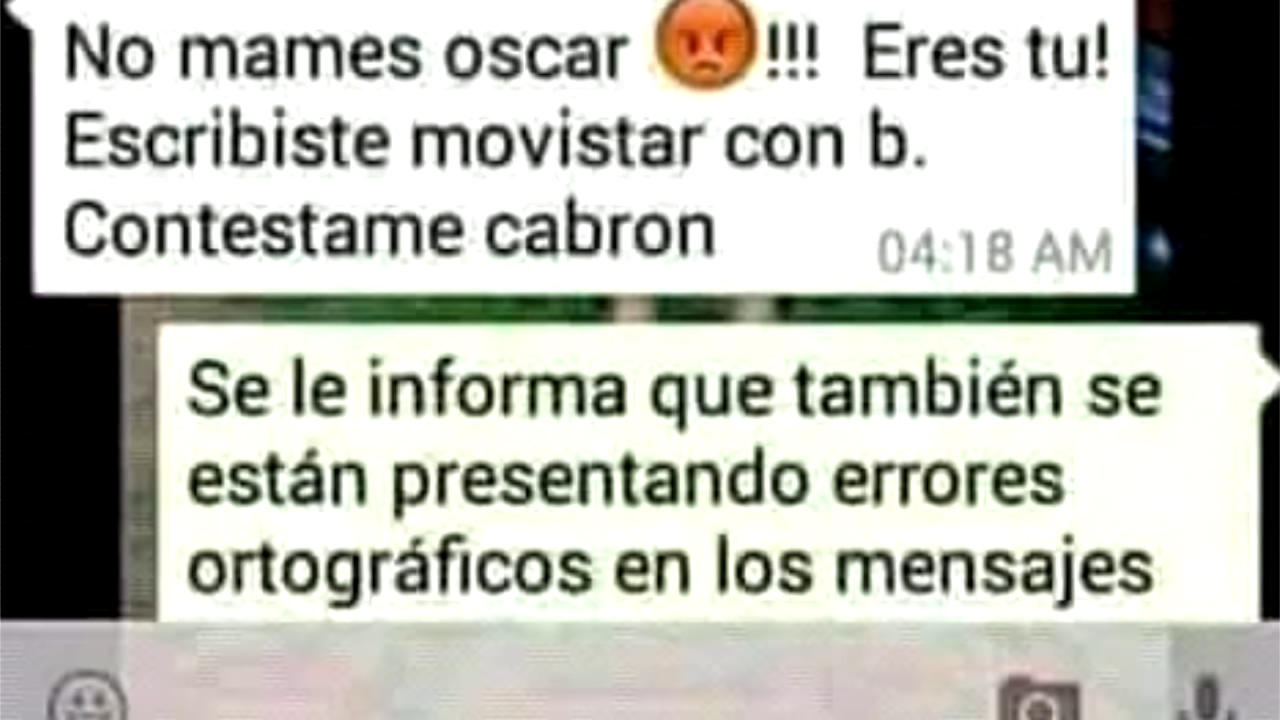 No mames oscar 😡!!! Eres tu!
Escribiste movistar con b.
Contestame cabron
04:18 AM
Se le informa que también se
están presentando errores
ortográficos en los mensajes